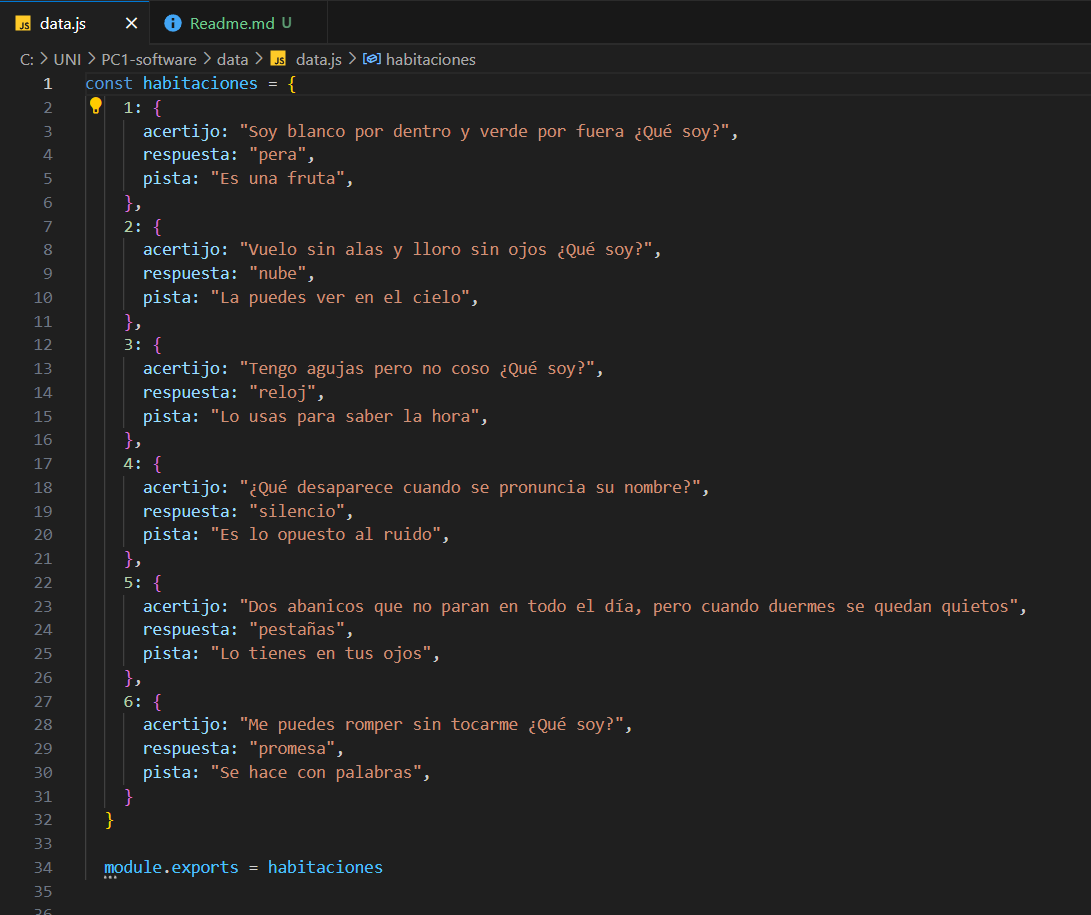 JS data.js × Readme.md U
C: > UNI > PC1-software > data > JS data.js > habitaciones
1 const habitaciones = {
2 1: {
3 acertijo: "Soy blanco por dentro y verde por fuera ¿Qué soy?",
4 respuesta: "pera",
5 pista: "Es una fruta",
6 },
7 2: {
8 acertijo: "Vuelo sin alas y lloro sin ojos ¿Qué soy?",
9 respuesta: "nube",
10 pista: "La puedes ver en el cielo",
11 },
12 3: {
13 acertijo: "Tengo agujas pero no coso ¿Qué soy?",
14 respuesta: "reloj",
15 pista: "Lo usas para saber la hora",
16 },
17 4: {
18 acertijo: "¿Qué desaparece cuando se pronuncia su nombre?",
19 respuesta: "silencio",
20 pista: "Es lo opuesto al ruido",
21 },
22 5: {
23 acertijo: "Dos abanicos que no paran en todo el día, pero cuando duermes se quedan quietos",
24 respuesta: "pestañas",
25 pista: "Lo tienes en tus ojos",
26 },
27 6: {
28 acertijo: "Me puedes romper sin tocarme ¿Qué soy?",
29 respuesta: "promesa",
30 pista: "Se hace con palabras",
31 }
32 }
33
34 module.exports = habitaciones
35
36